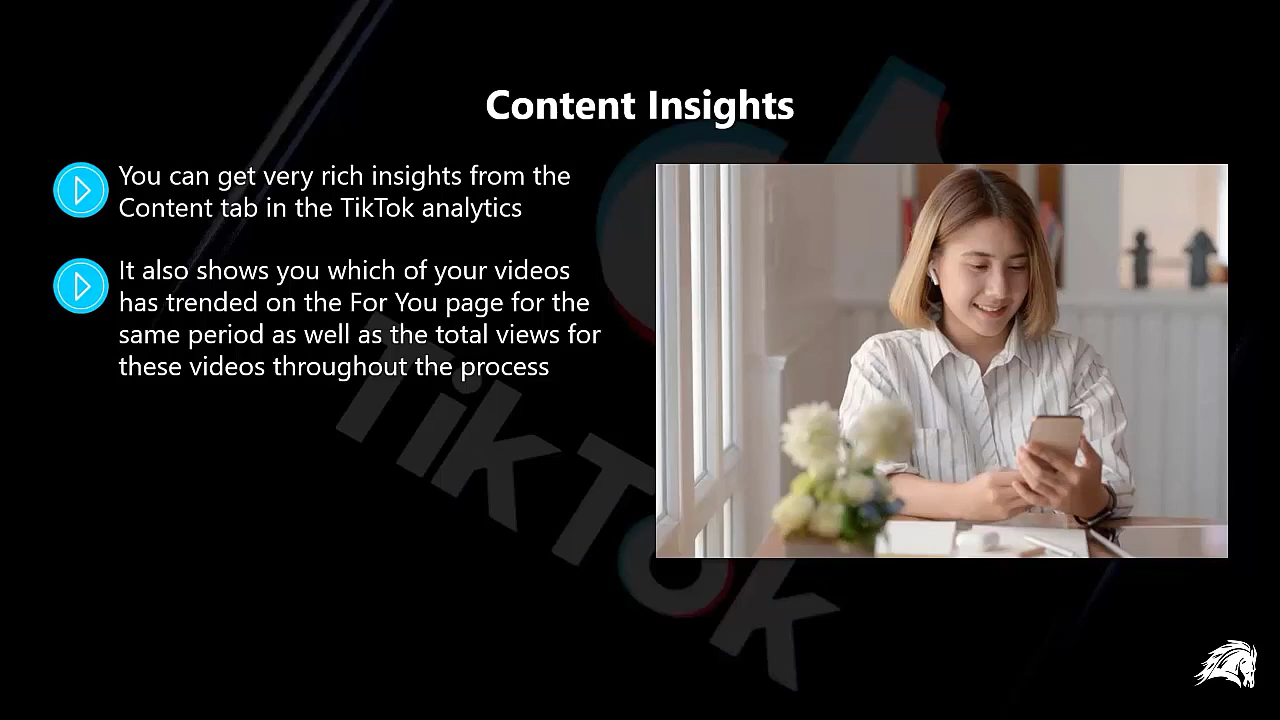 Content Insights
You can get very rich insights from the
Content tab in the TikTok analytics
It also shows you which of your videos
has trended on the For You page for the
same period as well as the total views for
these videos throughout the process
TikTok